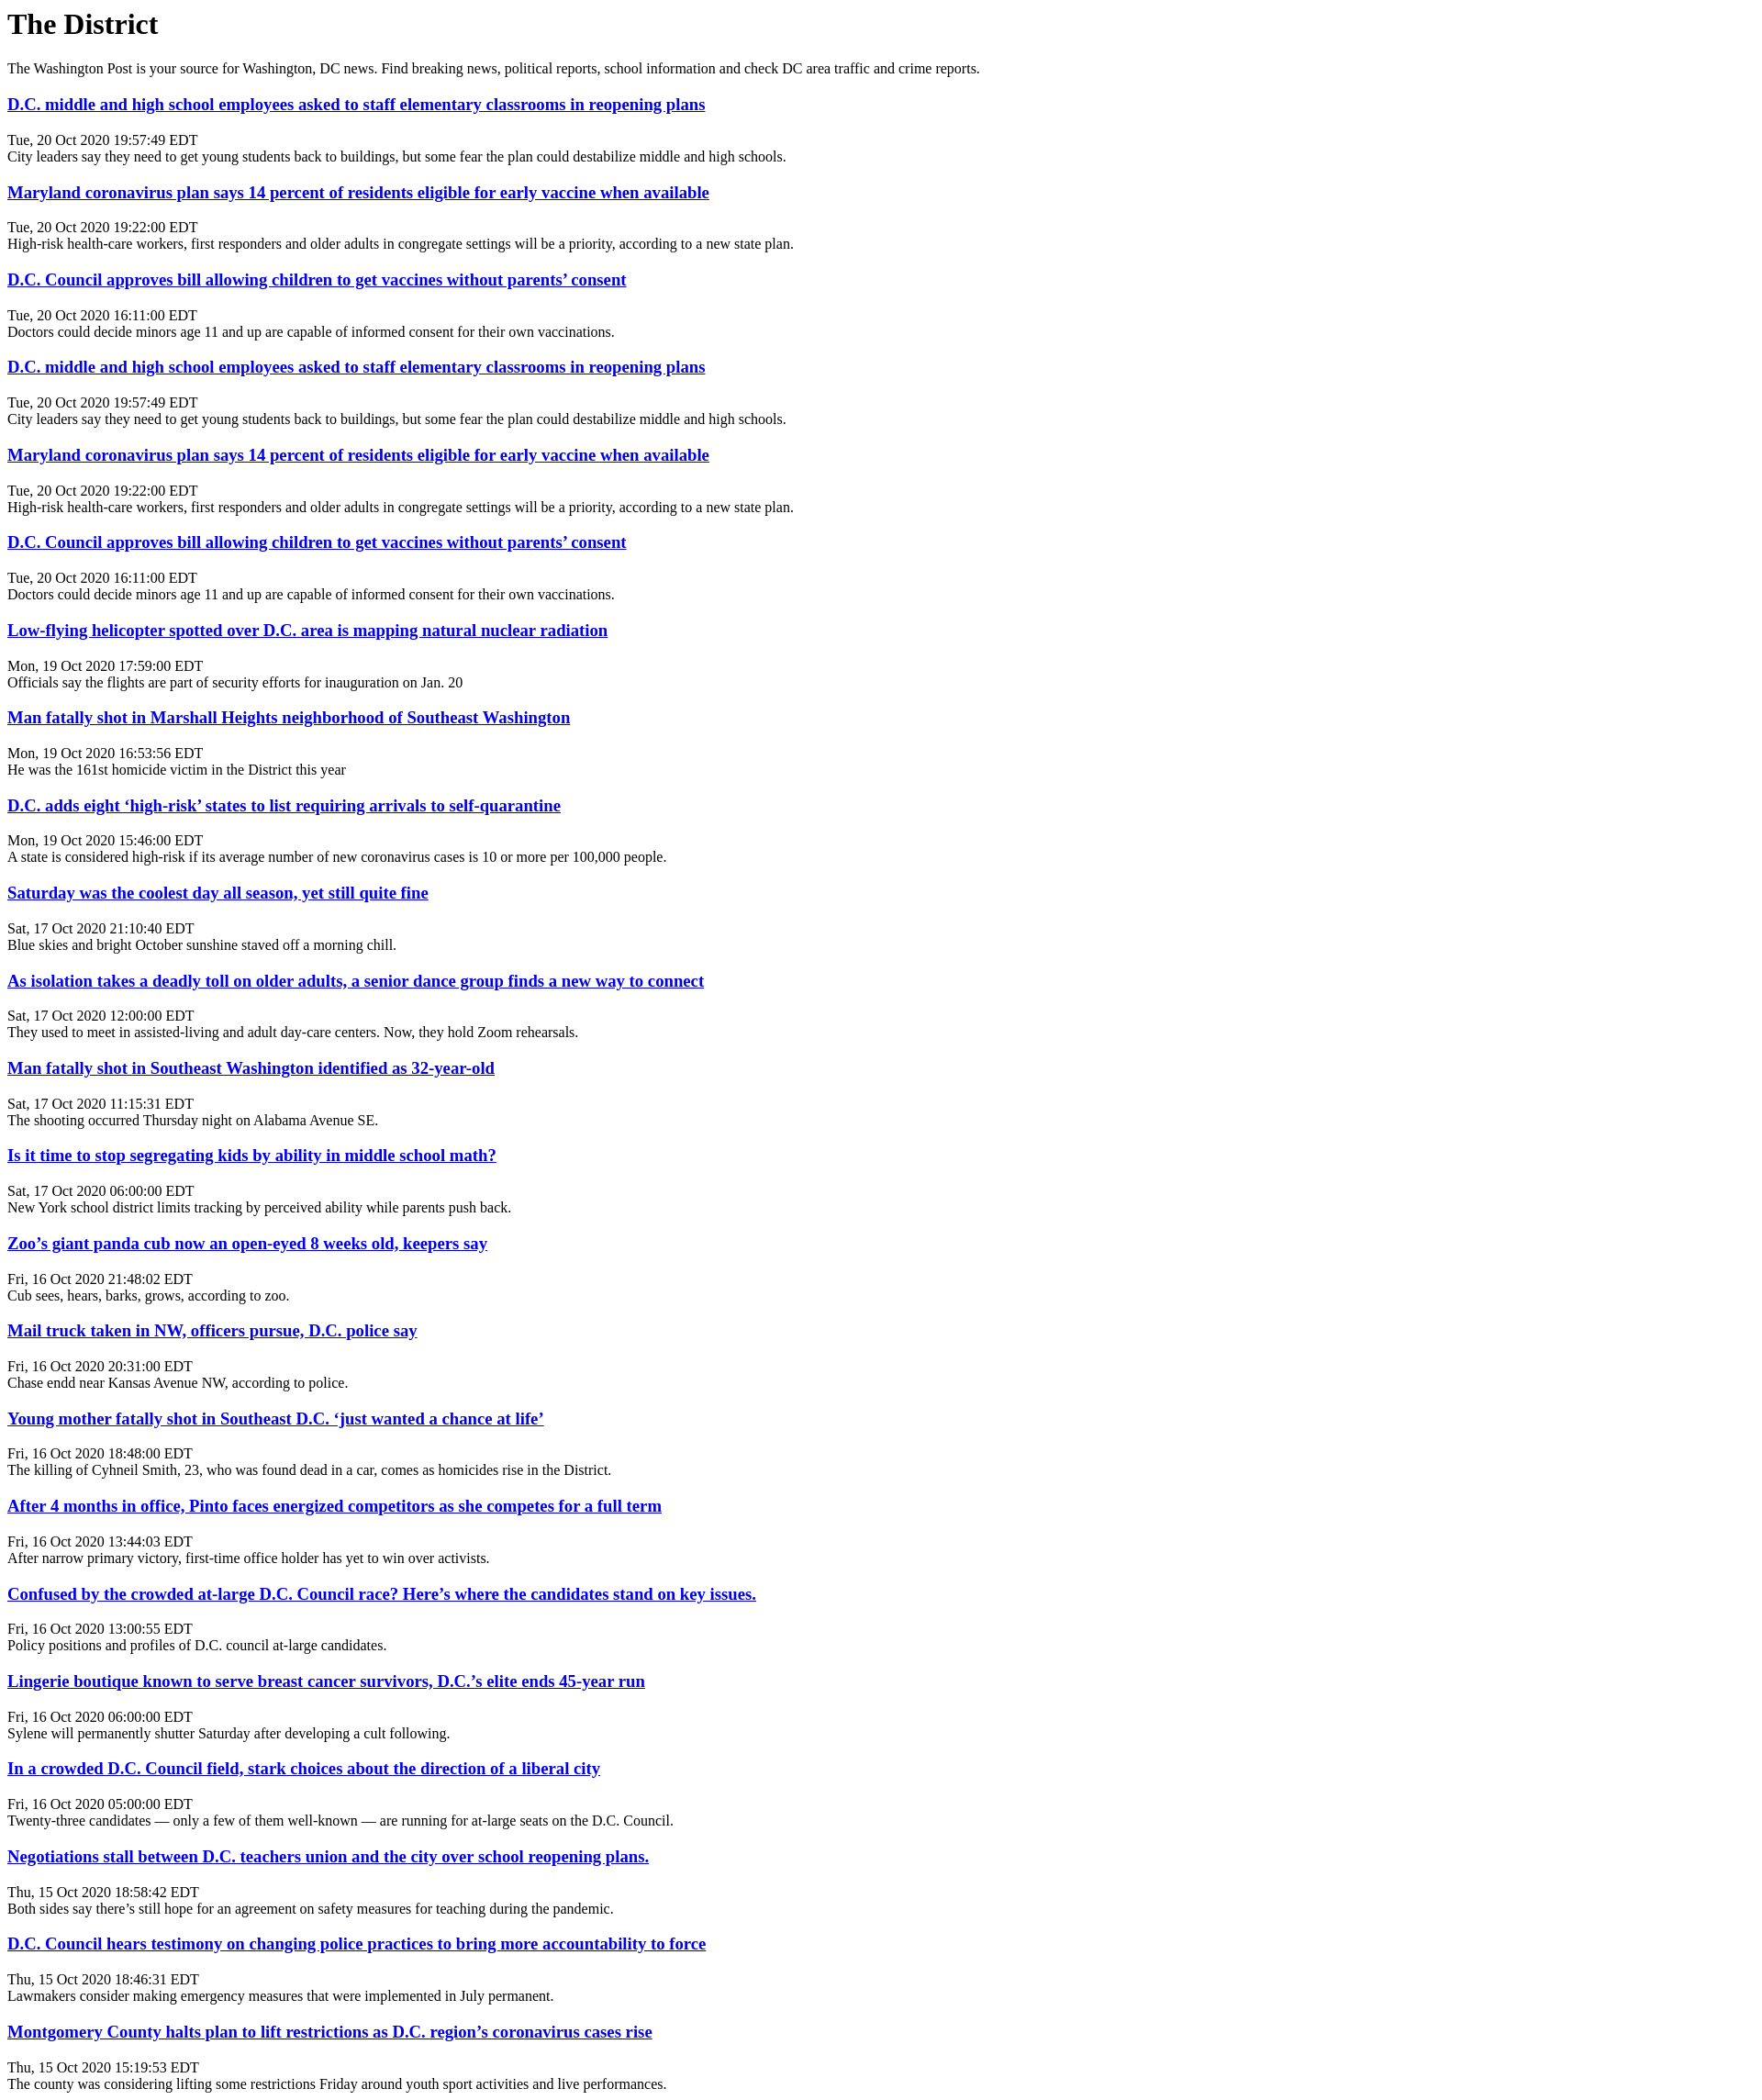 The District
The Washington Post is your source for Washington, DC news. Find breaking news, political reports, school information and check DC area traffic and crime reports.
D.C. middle and high school employees asked to staff elementary classrooms in reopening plans
Tue, 20 Oct 2020 19:57:49 EDT
City leaders say they need to get young students back to buildings, but some fear the plan could destabilize middle and high schools.
Maryland coronavirus plan says 14 percent of residents eligible for early vaccine when available
Tue, 20 Oct 2020 19:22:00 EDT
High-risk health-care workers, first responders and older adults in congregate settings will be a priority, according to a new state plan.
D.C. Council approves bill allowing children to get vaccines without parents’ consent
Tue, 20 Oct 2020 16:11:00 EDT
Doctors could decide minors age 11 and up are capable of informed consent for their own vaccinations.
D.C. middle and high school employees asked to staff elementary classrooms in reopening plans
Tue, 20 Oct 2020 19:57:49 EDT
City leaders say they need to get young students back to buildings, but some fear the plan could destabilize middle and high schools.
Maryland coronavirus plan says 14 percent of residents eligible for early vaccine when available
Tue, 20 Oct 2020 19:22:00 EDT
High-risk health-care workers, first responders and older adults in congregate settings will be a priority, according to a new state plan.
D.C. Council approves bill allowing children to get vaccines without parents’ consent
Tue, 20 Oct 2020 16:11:00 EDT
Doctors could decide minors age 11 and up are capable of informed consent for their own vaccinations.
Low-flying helicopter spotted over D.C. area is mapping natural nuclear radiation
Mon, 19 Oct 2020 17:59:00 EDT
Officials say the flights are part of security efforts for inauguration on Jan. 20
Man fatally shot in Marshall Heights neighborhood of Southeast Washington
Mon, 19 Oct 2020 16:53:56 EDT
He was the 161st homicide victim in the District this year
D.C. adds eight ‘high-risk’ states to list requiring arrivals to self-quarantine
Mon, 19 Oct 2020 15:46:00 EDT
A state is considered high-risk if its average number of new coronavirus cases is 10 or more per 100,000 people.
Saturday was the coolest day all season, yet still quite fine
Sat, 17 Oct 2020 21:10:40 EDT
Blue skies and bright October sunshine staved off a morning chill.
As isolation takes a deadly toll on older adults, a senior dance group finds a new way to connect
Sat, 17 Oct 2020 12:00:00 EDT
They used to meet in assisted-living and adult day-care centers. Now, they hold Zoom rehearsals.
Man fatally shot in Southeast Washington identified as 32-year-old
Sat, 17 Oct 2020 11:15:31 EDT
The shooting occurred Thursday night on Alabama Avenue SE.
Is it time to stop segregating kids by ability in middle school math?
Sat, 17 Oct 2020 06:00:00 EDT
New York school district limits tracking by perceived ability while parents push back.
Zoo’s giant panda cub now an open-eyed 8 weeks old, keepers say
Fri, 16 Oct 2020 21:48:02 EDT
Cub sees, hears, barks, grows, according to zoo.
Mail truck taken in NW, officers pursue, D.C. police say
Fri, 16 Oct 2020 20:31:00 EDT
Chase endd near Kansas Avenue NW, according to police.
Young mother fatally shot in Southeast D.C. ‘just wanted a chance at life’
Fri, 16 Oct 2020 18:48:00 EDT
The killing of Cyhneil Smith, 23, who was found dead in a car, comes as homicides rise in the District.
After 4 months in office, Pinto faces energized competitors as she competes for a full term
Fri, 16 Oct 2020 13:44:03 EDT
After narrow primary victory, first-time office holder has yet to win over activists.
Confused by the crowded at-large D.C. Council race? Here’s where the candidates stand on key issues.
Fri, 16 Oct 2020 13:00:55 EDT
Policy positions and profiles of D.C. council at-large candidates.
Lingerie boutique known to serve breast cancer survivors, D.C.’s elite ends 45-year run
Fri, 16 Oct 2020 06:00:00 EDT
Sylene will permanently shutter Saturday after developing a cult following.
In a crowded D.C. Council field, stark choices about the direction of a liberal city
Fri, 16 Oct 2020 05:00:00 EDT
Twenty-three candidates — only a few of them well-known — are running for at-large seats on the D.C. Council.
Negotiations stall between D.C. teachers union and the city over school reopening plans.
Thu, 15 Oct 2020 18:58:42 EDT
Both sides say there’s still hope for an agreement on safety measures for teaching during the pandemic.
D.C. Council hears testimony on changing police practices to bring more accountability to force
Thu, 15 Oct 2020 18:46:31 EDT
Lawmakers consider making emergency measures that were implemented in July permanent.
Montgomery County halts plan to lift restrictions as D.C. region’s coronavirus cases rise
Thu, 15 Oct 2020 15:19:53 EDT
The county was considering lifting some restrictions Friday around youth sport activities and live performances.